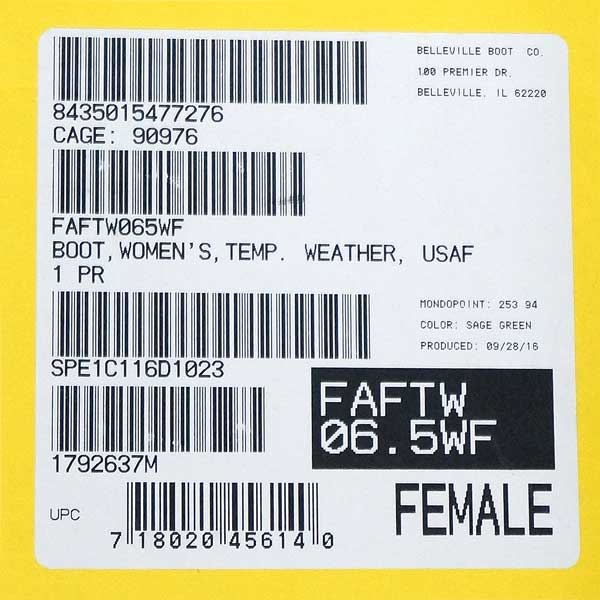 BELLEVILLE BOOT CO.
100 PREMIER DR.
BELLEVILLE, IL 62220
8435015477276
CAGE: 90976
FAFTW065WF
BOOT,WOMEN'S,TEMP. WEATHER, USAF
1 PR
MONDOPOINT: 253 94
COLOR: SAGE GREEN
PRODUCED: 09/28/16
SPE1C116D1023
FAFTW
06.5WF
1792637M
FEMALE
UPC
7 18020 45614 0